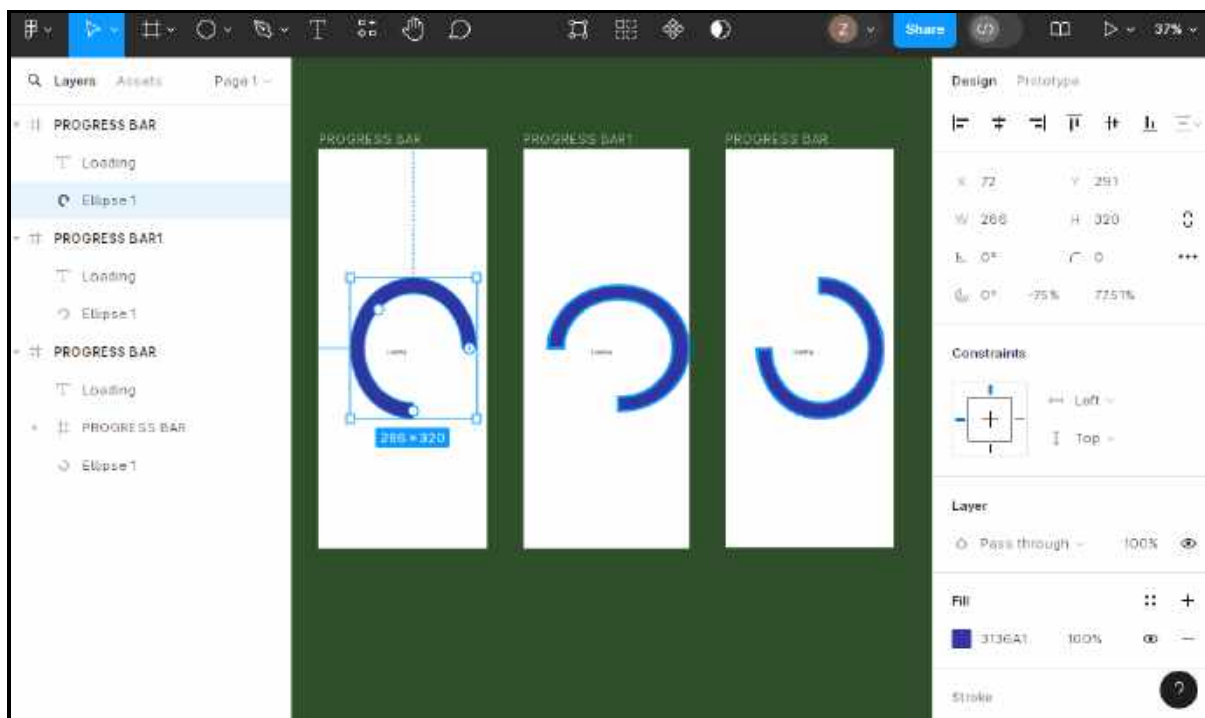 Z Share 37%
Layers Assets Page 1
Design Prototype
PROGRESS BAR
Loading
Ellipse 1
PROGRESS BAR1
Loading
Ellipse 1
PROGRESS BAR
Loading
PROGRESS BAR
Ellipse 1
PROGRESS BAR PROGRESS BAR1 PROGRESS BAR
286 × 320
X 72 Y 291
W 286 H 320
0° 0
0° -75% 77.51%
Constraints
Left
Top
Layer
Pass through 100%
Fill
3136A1 100%
Stroke
?